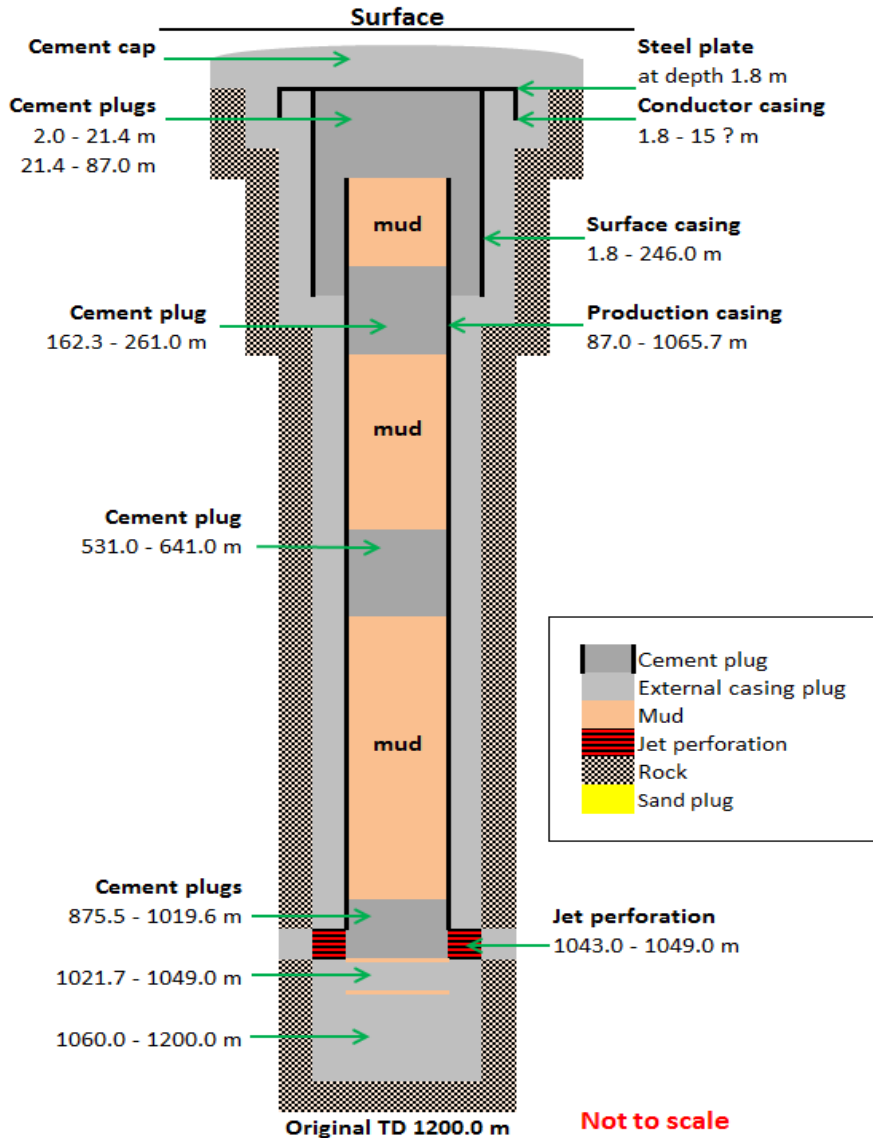 Surface
Cement cap
Steel plate
at depth 1.8 m
Cement plugs
2.0 - 21.4 m
21.4 - 87.0 m
Conductor casing
1.8 - 15 ? m
mud
Surface casing
1.8 - 246.0 m
Cement plug
162.3 - 261.0 m
Production casing
87.0 - 1065.7 m
mud
Cement plug
531.0 - 641.0 m
Cement plug
External casing plug
Mud
Jet perforation
Rock
Sand plug
mud
Cement plugs
875.5 - 1019.6 m
Jet perforation
1043.0 - 1049.0 m
1021.7 - 1049.0 m
1060.0 - 1200.0 m
Original TD 1200.0 m
Not to scale